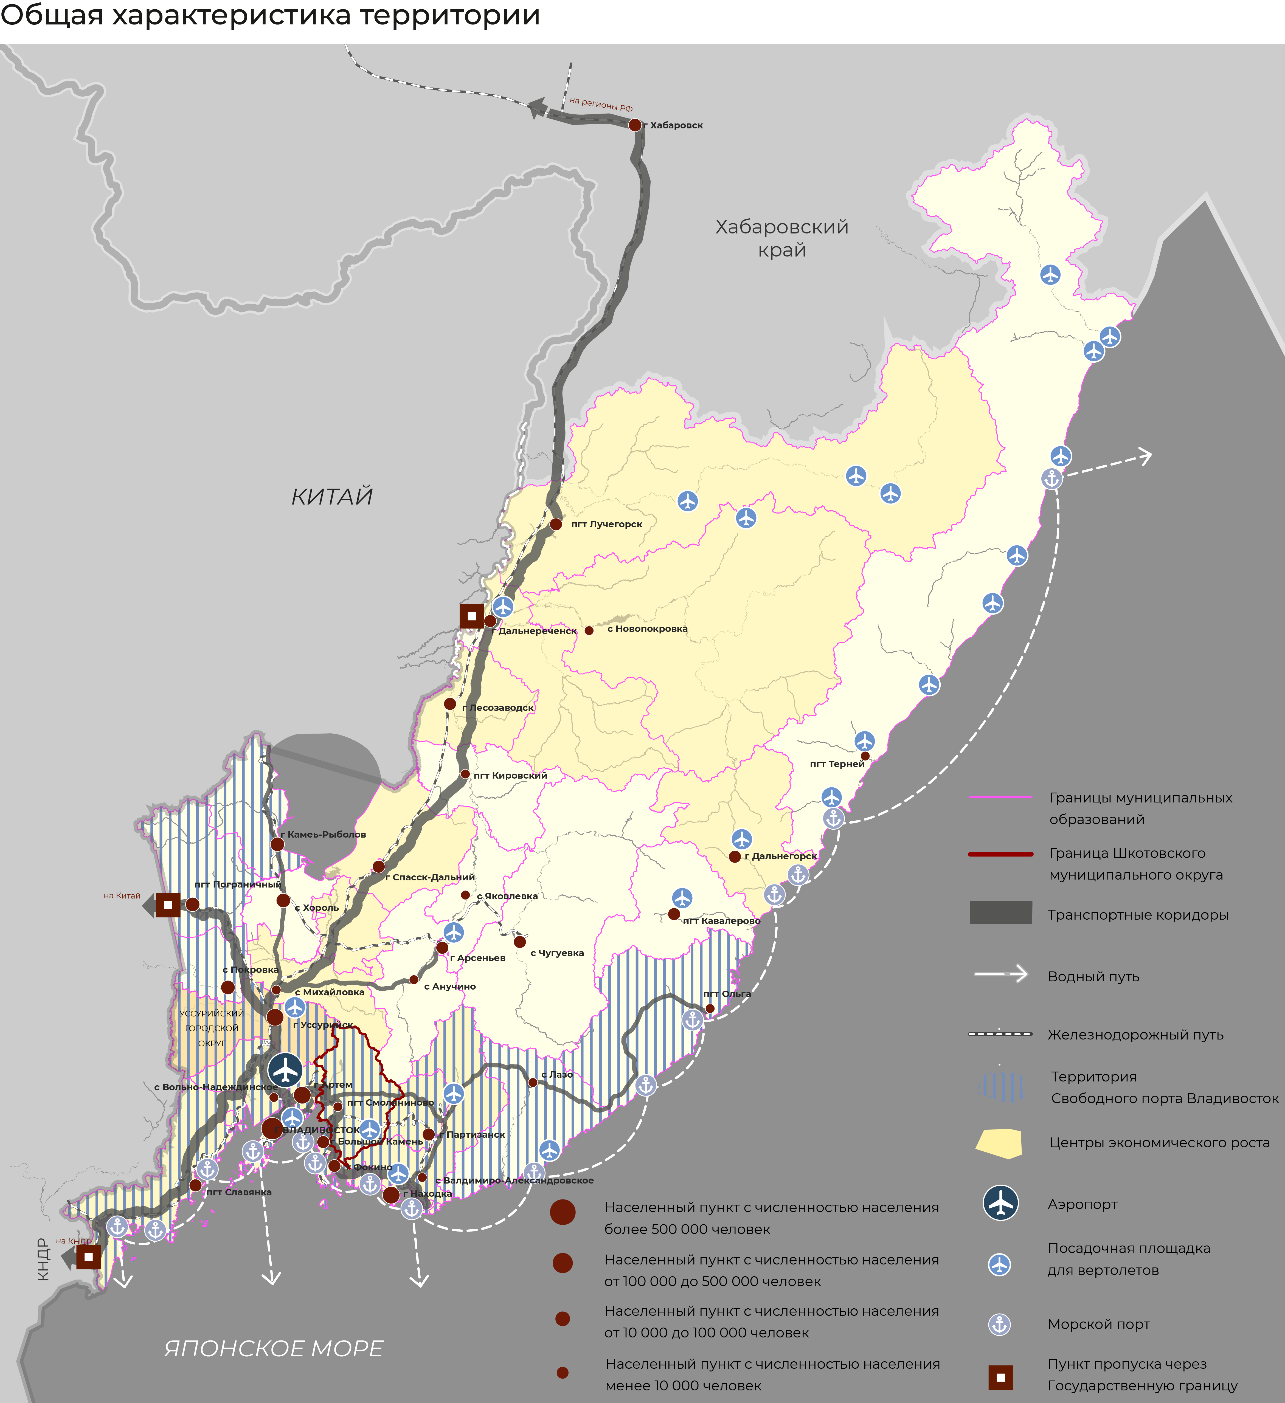 Общая характеристика территории
на регионы РФ
г Хабаровск
Хабаровский
край
КИТАЙ
пгт Лучегорск
г Дальнереченск
с Новопокровка
г Лесозаводск
пгт Кировский
пгт Терней
г Камеь-Рыболов
г Дальнегорск
г Спасск-Дальний
пгт Пограничный
на Китай
с Яковлевка
с Хороль
пгт Кавалерово
с Чугуевка
г Арсеньев
с Покровка
с Анучино
с Михайловка
пгт Ольга
УССУРИЙСКИЙ
ГОРОДСКОЙ
ОКРУГ
г Уссурийск
с Лазо
с Вольно-Надеждинское
Артем
пгт Смоляниново
ВЛАДИВОСТОК
г Партизанск
Большой Камень
Фокино
с Валдимиро-Александровское
пгт Славянка
г Находка
на КНДР
КНДР
ЯПОНСКОЕ МОРЕ
Границы муниципальных
образований
Граница Шкотовского
муниципального округа
Транспортные коридоры
Водный путь
Железнодорожный путь
Территория
Свободного порта Владивосток
Центры экономического роста
Аэропорт
Посадочная площадка
для вертолетов
Морской порт
Пункт пропуска через
Государственную границу
Населенный пункт с численностью населения
более 500 000 человек
Населенный пункт с численностью населения
от 100 000 до 500 000 человек
Населенный пункт с численностью населения
от 10 000 до 100 000 человек
Населенный пункт с численностью населения
менее 10 000 человек